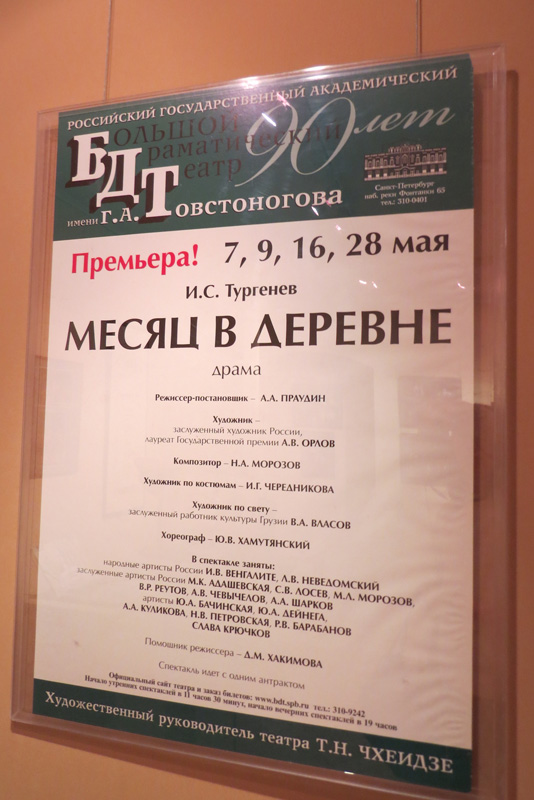 РОССИЙСКИЙ ГОСУДАРСТВЕННЫЙ АКАДЕМИЧЕСКИЙ
БОЛЬШОЙ
ДРАМАТИЧЕСКИЙ
ТЕАТР
90 лет
имени Г.А. ТОВСТОНОГОВА
Санкт-Петербург
наб. реки Фонтанки 65
тел.: 310-0401
Премьера! 7, 9, 16, 28 мая
И.С. Тургенев
МЕСЯЦ В ДЕРЕВНЕ
драма
Режиссер-постановщик – А.А. ПРАУДИН
Художник –
заслуженный художник России,
лауреат Государственной премии А.В. ОРЛОВ
Композитор – Н.А. МОРОЗОВ
Художник по костюмам – И.Г. ЧЕРЕДНИКОВА
Художник по свету –
заслуженный работник культуры Грузии В.А. ВЛАСОВ
Хореограф – Ю.В. ХАМУТЯНСКИЙ
В спектакле заняты:
народные артисты России И.В. ВЕНГАЛИТЕ, Л.В. НЕВЕДОМСКИЙ
заслуженные артисты России М.К. АДАШЕВСКАЯ, С.В. ЛОСЕВ, М.Л. МОРОЗОВ,
В.Р. РЕУТОВ, А.В. ЧЕВЫЧЕЛОВ, А.А. ШАРКОВ
артисты Ю.А. БАЧИНСКАЯ, Ю.А. ДЕЙНЕГА,
А.А. КУЛИКОВА, Н.В. ПЕТРОВСКАЯ, Р.В. БАРАБАНОВ
СЛАВА КРЮЧКОВ
Помощник режиссера – Д.М. ХАКИМОВА
Спектакль идет с одним антрактом
Официальный сайт театра и заказ билетов: www.bdt.spb.ru тел.: 310-9242
Начало утренних спектаклей в 11 часов 30 минут, начало вечерних спектаклей в 19 часов
Художественный руководитель театра Т.Н. ЧХЕИДЗЕ